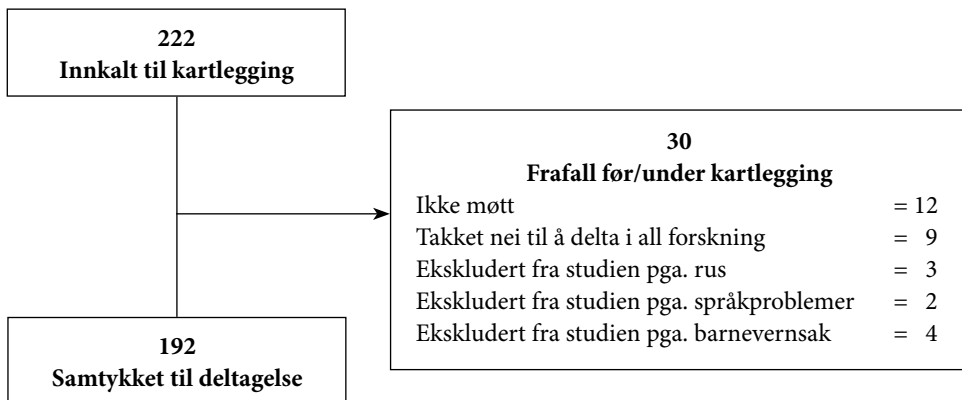 222
Innkalt til kartlegging
30
Frafall før/under kartlegging
Ikke møtt = 12
Takket nei til å delta i all forskning = 9
Ekskludert fra studien pga. rus = 3
Ekskludert fra studien pga. språkproblemer = 2
Ekskludert fra studien pga. barnevernsak = 4
192
Samtykket til deltagelse